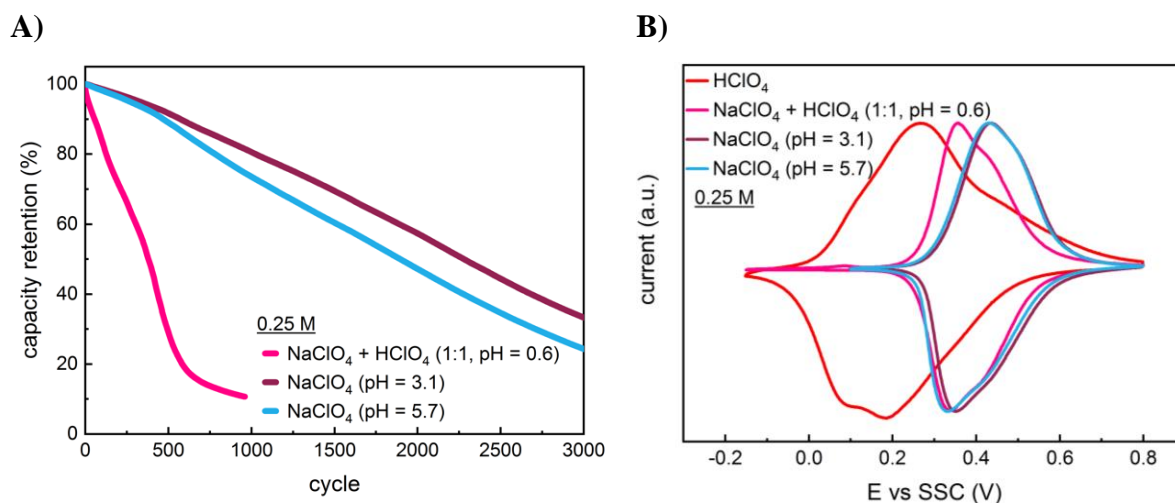 A)
capacity retention (%)
100
80
60
40
20
0
0.25 M
NaClO₄ + HClO₄ (1:1, pH = 0.6)
NaClO₄ (pH = 3.1)
NaClO₄ (pH = 5.7)
0 500 1000 1500 2000 2500 3000
cycle
B)
current (a.u.)
HClO₄
NaClO₄ + HClO₄ (1:1, pH = 0.6)
NaClO₄ (pH = 3.1)
NaClO₄ (pH = 5.7)
0.25 M
-0.2 0.0 0.2 0.4 0.6 0.8
E vs SSC (V)